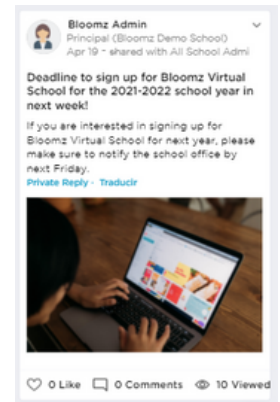 Bloomz Admin
Principal (Bloomz Demo School)
Apr 19 - shared with All School Admi
Deadline to sign up for Bloomz Virtual
School for the 2021-2022 school year in
next week!
If you are interested in signing up for
Bloomz Virtual School for next year, please
make sure to notify the school office by
next Friday.
Private Reply · Traducir
0 Like 0 Comments 10 Viewed